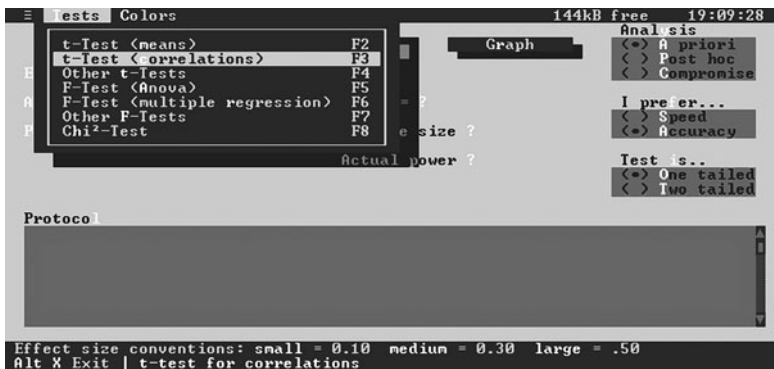 ≡ Tests Colors 144kB free 19:09:28
Analysis
t-Test (means) F2 Graph (•) A priori
t-Test (correlations) F3 ( ) Post hoc
Other t-Tests F4 ( ) Compromise
F-Test (Anova) F5
F-Test (multiple regression) F6 = ? I prefer...
Other F-Tests F7 ( ) Speed
Chi²-Test F8 e size ? (•) Accuracy
Actual power ? Test is..
(•) One tailed
( ) Two tailed
Protocol
Effect size conventions: small = 0.10 medium = 0.30 large = .50
Alt X Exit | t-test for correlations